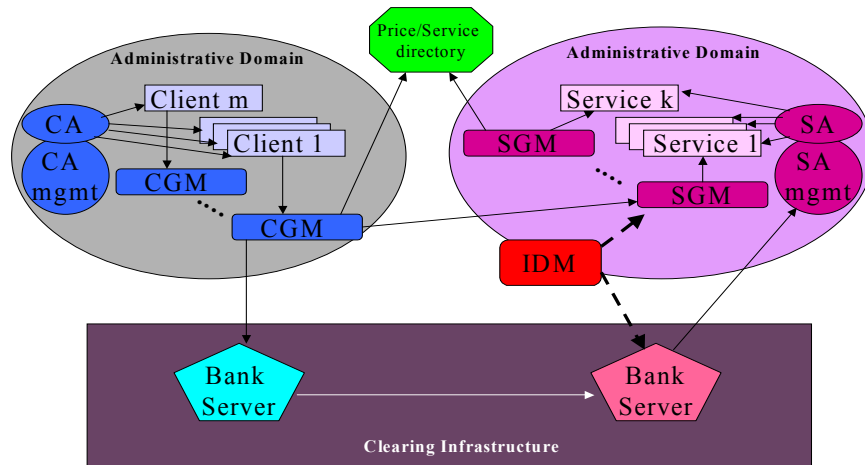 Price/Service
directory
Administrative Domain
Administrative Domain
Client m
Service k
CA
Client 1
SGM
Service 1
SA
CA
mgmt
CGM
SGM
SA
mgmt
CGM
IDM
Bank
Server
Bank
Server
Clearing Infrastructure